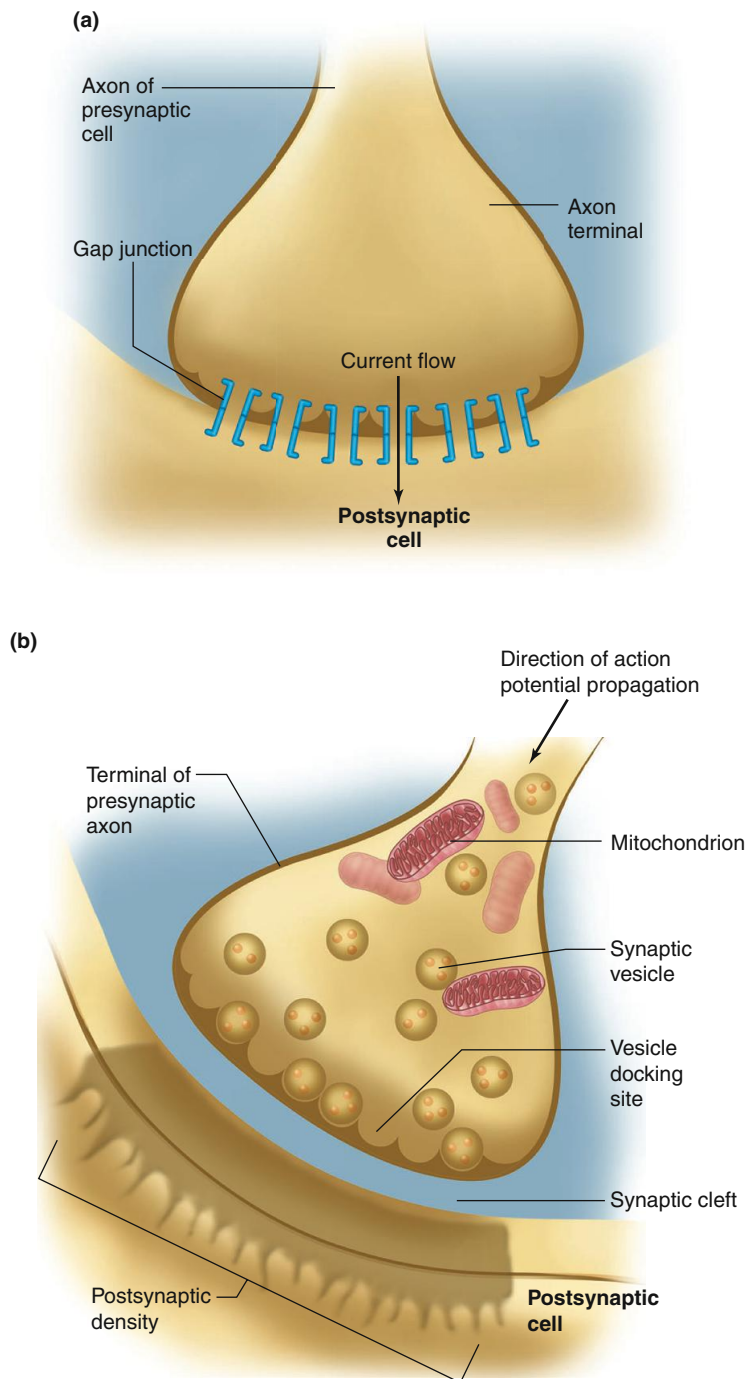 (a)
Axon of
presynaptic
cell
Axon
terminal
Gap junction
Current flow
Postsynaptic
cell
(b)
Direction of action
potential propagation
Terminal of
presynaptic
axon
Mitochondrion
Synaptic
vesicle
Vesicle
docking
site
Synaptic cleft
Postsynaptic
density
Postsynaptic
cell